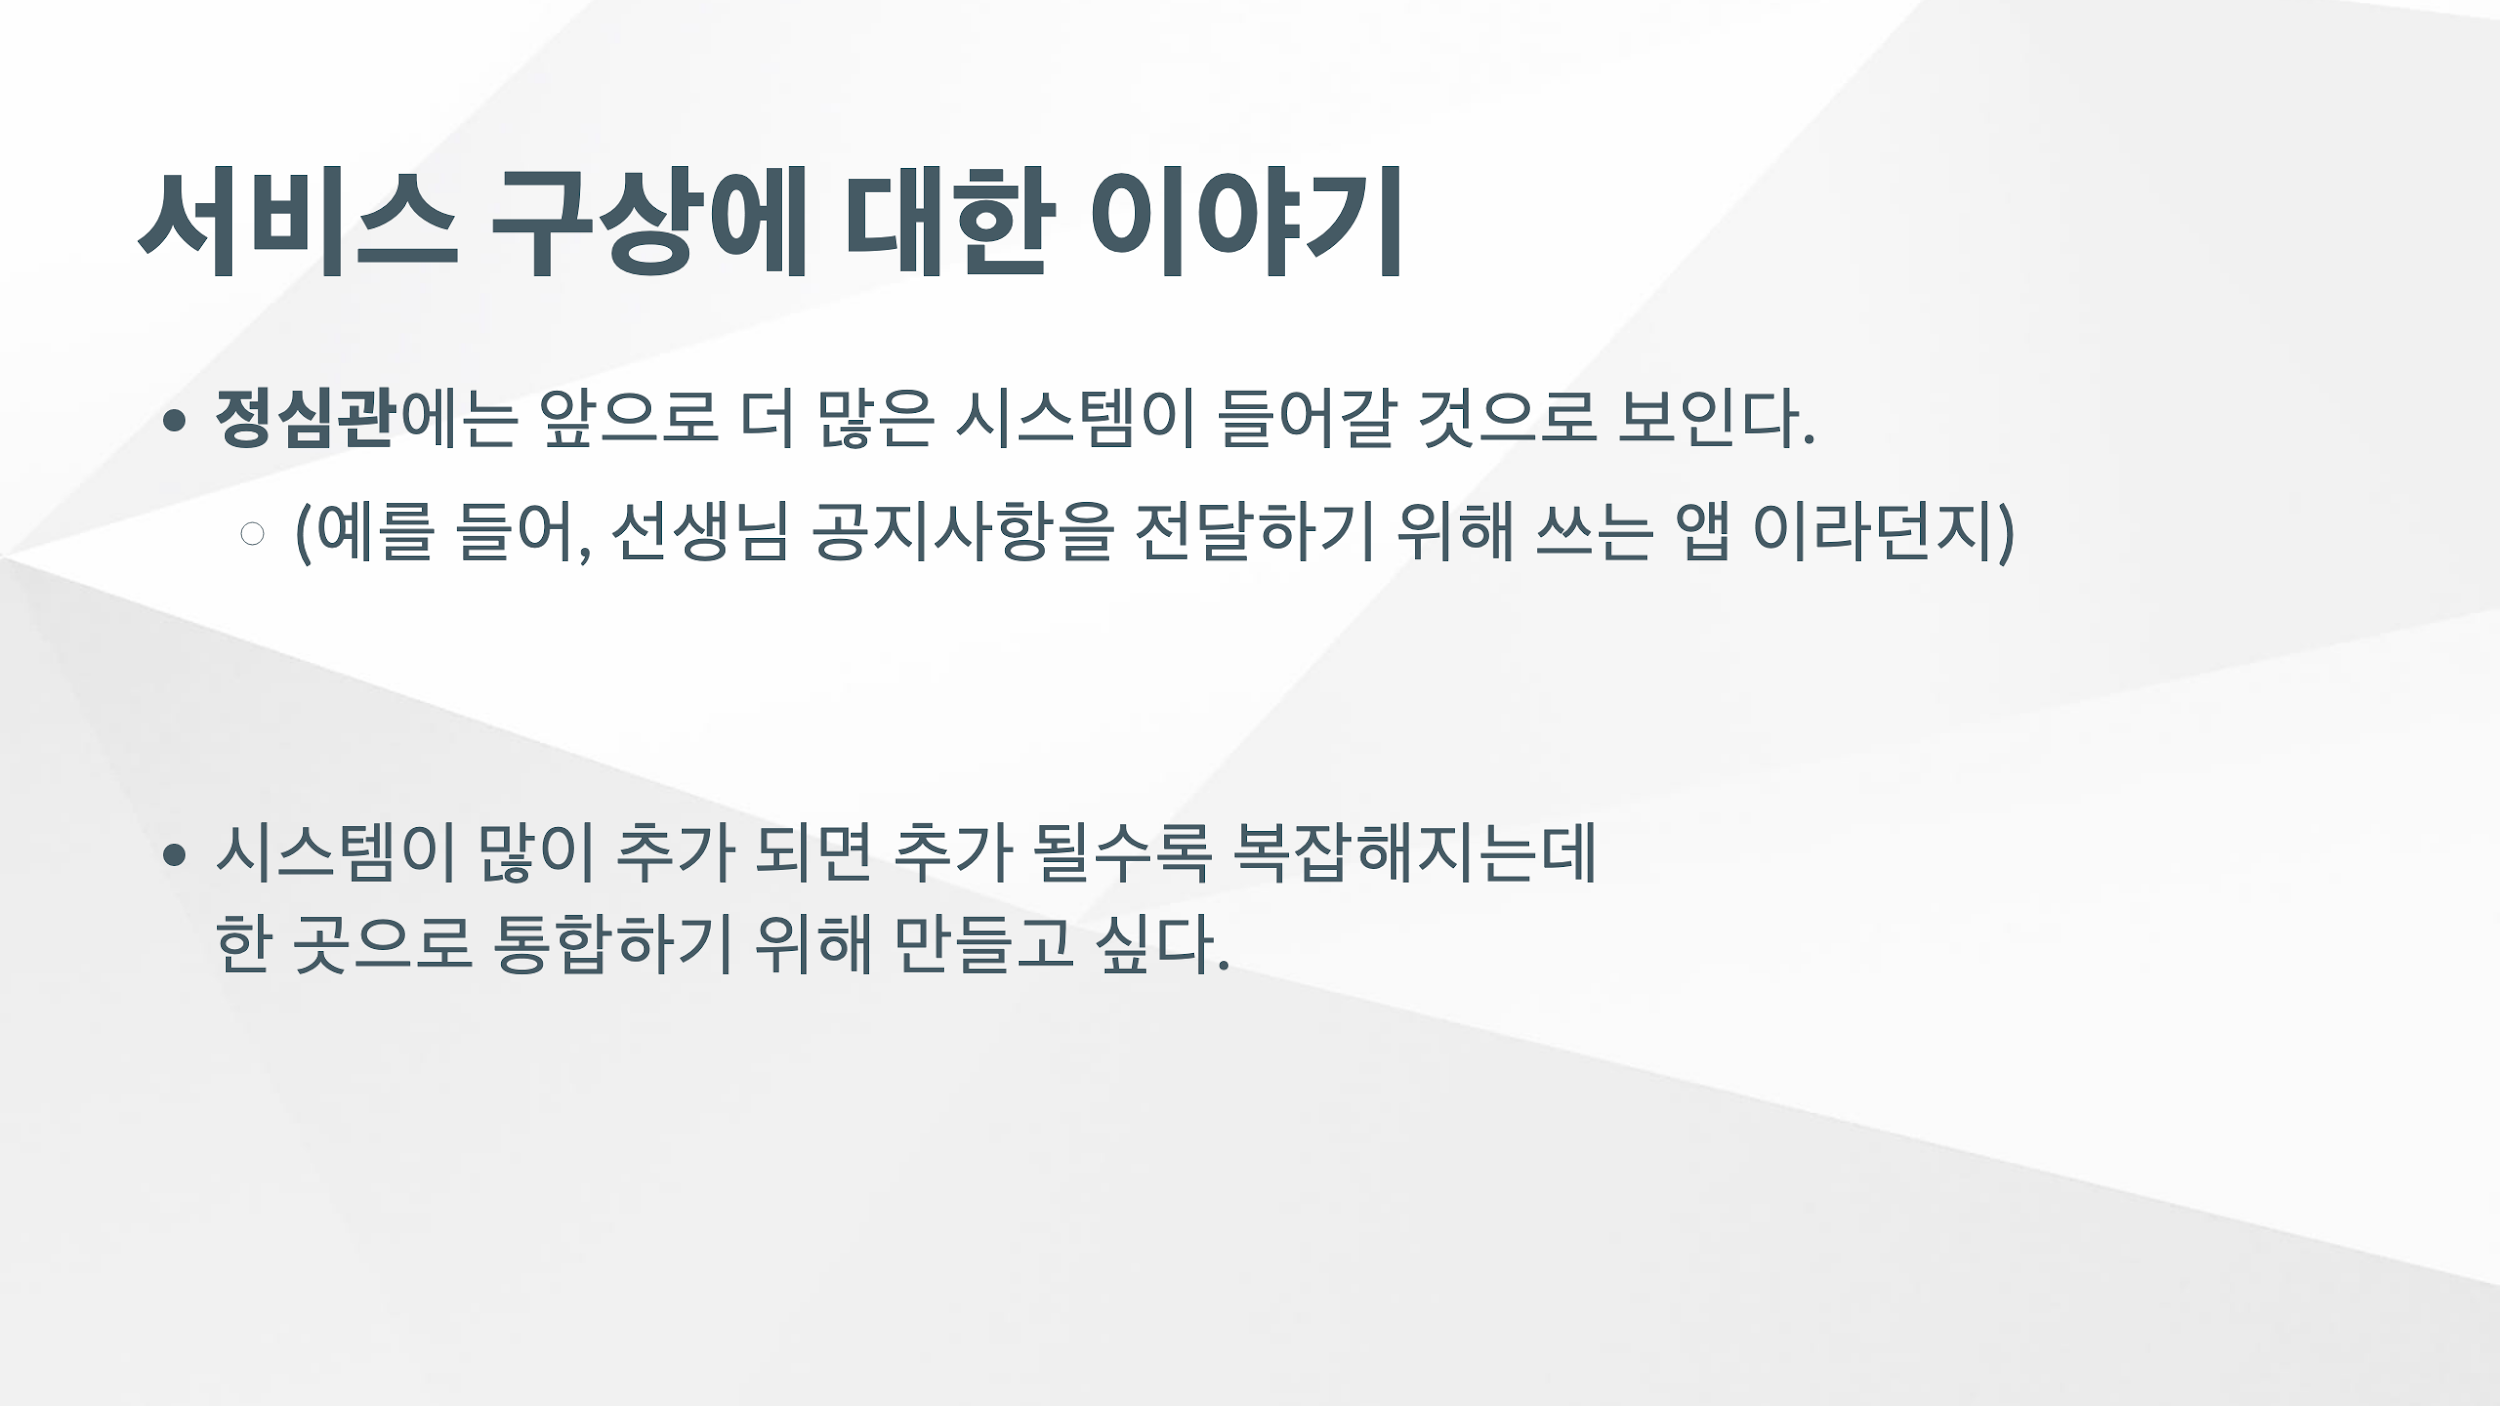 서비스 구상에 대한 이야기
• 정심관에는 앞으로 더 많은 시스템이 들어갈 것으로 보인다.
○ (예를 들어, 선생님 공지사항을 전달하기 위해 쓰는 앱 이라던지)
• 시스템이 많이 추가 되면 추가 될수록 복잡해지는데
한 곳으로 통합하기 위해 만들고 싶다.